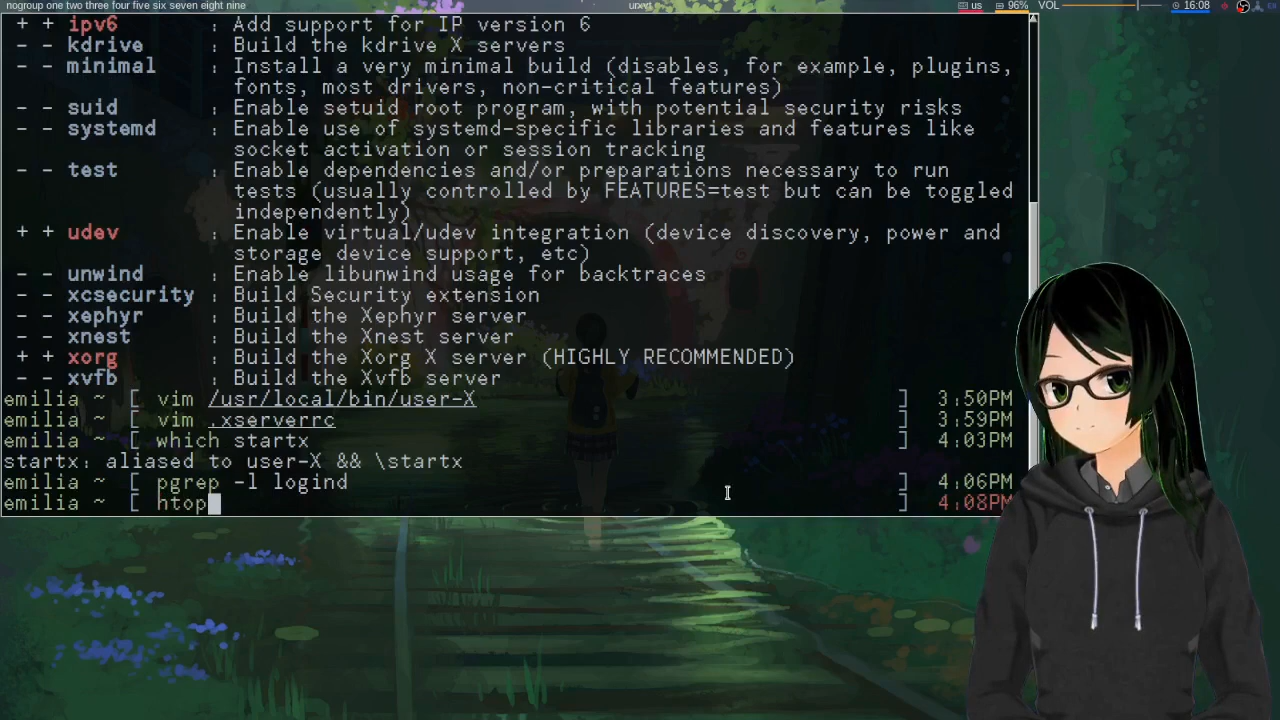 nogroup one two three four five six seven eight nine urxvt us 96% VOL 16:08
+ + ipv6 : Add support for IP version 6
- - kdrive : Build the kdrive X servers
- - minimal : Install a very minimal build (disables, for example, plugins,
fonts, most drivers, non-critical features)
- - suid : Enable setuid root program, with potential security risks
- - systemd : Enable use of systemd-specific libraries and features like
socket activation or session tracking
- - test : Enable dependencies and/or preparations necessary to run
tests (usually controlled by FEATURES=test but can be toggled
independently)
+ + udev : Enable virtual/udev integration (device discovery, power and
storage device support, etc)
- - unwind : Enable libunwind usage for backtraces
- - xcsecurity : Build Security extension
- - xephyr : Build the Xephyr server
- - xnest : Build the Xnest server
+ + xorg : Build the Xorg X server (HIGHLY RECOMMENDED)
- - xvfb : Build the Xvfb server
emilia ~ [ vim /usr/local/bin/user-X ] 3:50PM
emilia ~ [ vim .xserverrc ] 3:59PM
emilia ~ [ which startx ] 4:03PM
startx: aliased to user-X && \startx
emilia ~ [ pgrep -l logind ] 4:06PM
emilia ~ [ htop ] 4:08PM